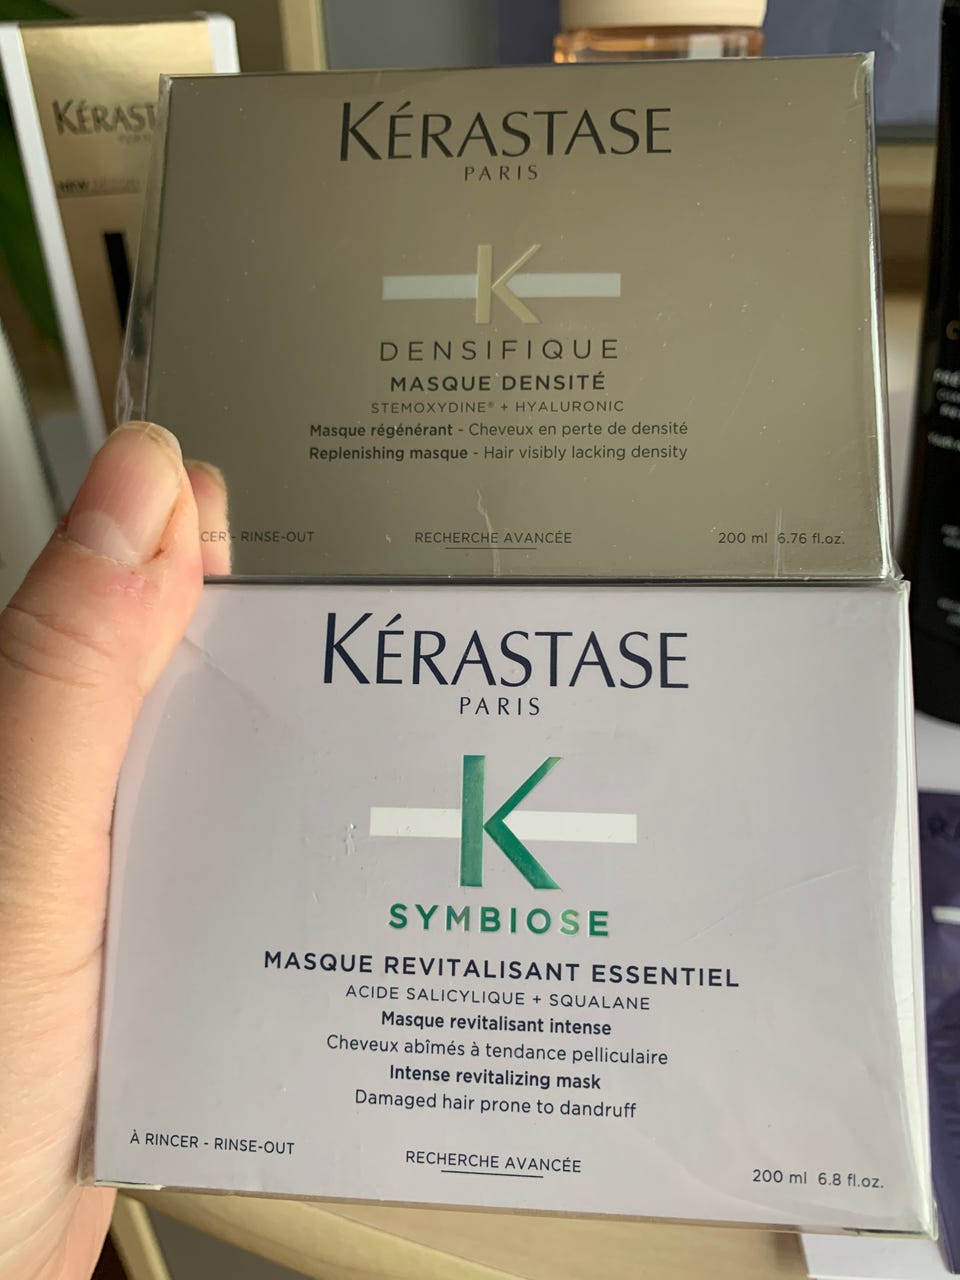 KÉRAST
KÉRASTASE
PARIS
K
DENSIFIQUE
MASQUE DENSITÉ
STEMOXYDINE® + HYALURONIC
Masque régénérant - Cheveux en perte de densité
Replenishing masque - Hair visibly lacking density
CER - RINSE-OUT
RECHERCHE AVANCÉE
200 ml 6.76 fl.oz.
KÉRASTASE
PARIS
K
SYMBIOSE
MASQUE REVITALISANT ESSENTIEL
ACIDE SALICYLIQUE + SQUALANE
Masque revitalisant intense
Cheveux abîmés à tendance pelliculaire
Intense revitalizing mask
Damaged hair prone to dandruff
À RINCER - RINSE-OUT
RECHERCHE AVANCÉE
200 ml 6.8 fl.oz.